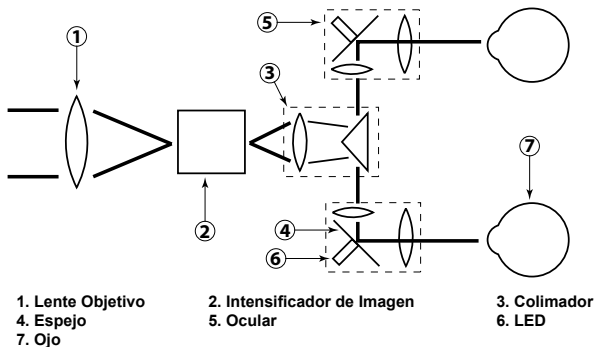 1
5
3
7
4
2
6
1. Lente Objetivo 2. Intensificador de Imagen 3. Colimador
4. Espejo 5. Ocular 6. LED
7. Ojo